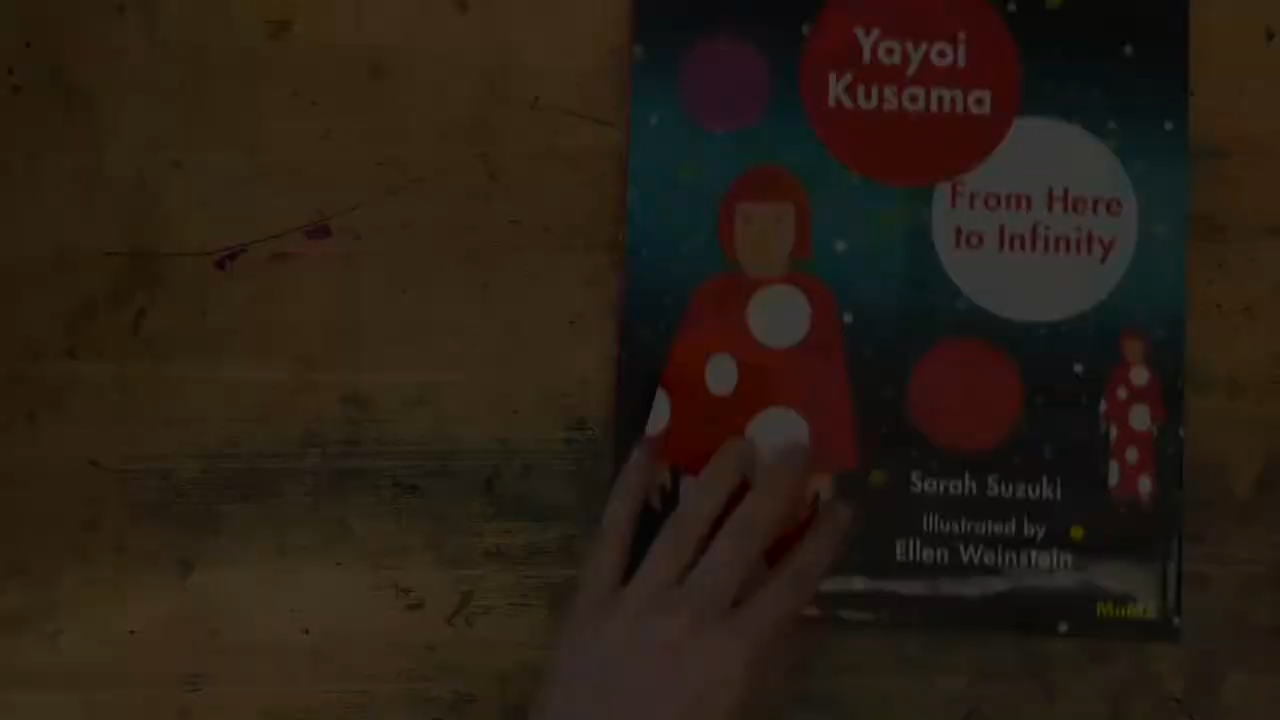 Yayoi
Kusama
From Here
to Infinity
Sarah Suzuki
Illustrated by
Ellen Weinstein
MoMA